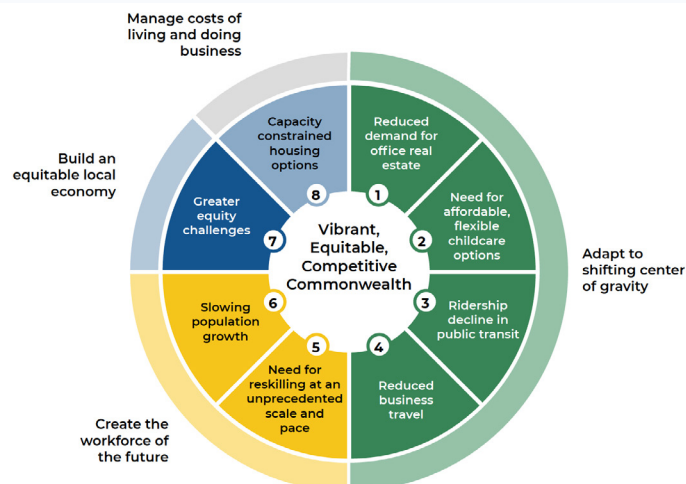 Manage costs of
living and doing
business
Build an
equitable local
economy
Create the
workforce of
the future
Adapt to
shifting center
of gravity
Vibrant,
Equitable,
Competitive
Commonwealth
1
Reduced
demand for
office real
estate
2
Need for
affordable,
flexible
childcare
options
3
Ridership
decline in
public transit
4
Reduced
business
travel
5
Need for
reskilling at an
unprecedented
scale and
pace
6
Slowing
population
growth
7
Greater
equity
challenges
8
Capacity
constrained
housing
options